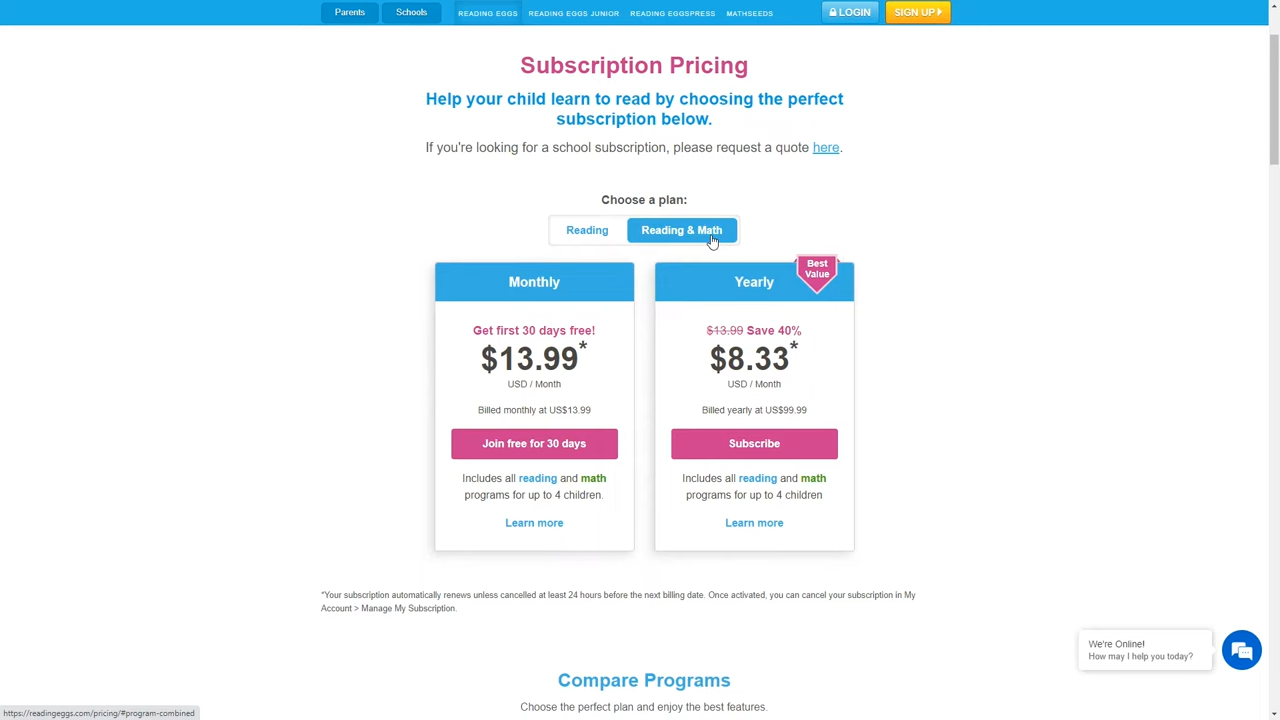 Parents
Schools
READING EGGS
READING EGGS JUNIOR
READING EGGSPRESS
MATHSEEDS
LOGIN
SIGN UP
Subscription Pricing
Help your child learn to read by choosing the perfect
subscription below.
If you're looking for a school subscription, please request a quote here.
Choose a plan:
Reading
Reading & Math
Monthly
Get first 30 days free!
$13.99*
USD / Month
Billed monthly at US$13.99
Join free for 30 days
Includes all reading and math
programs for up to 4 children.
Learn more
Best
Value
Yearly
$13.99 Save 40%
$8.33*
USD / Month
Billed yearly at US$99.99
Subscribe
Includes all reading and math
programs for up to 4 children
Learn more
*Your subscription automatically renews unless cancelled at least 24 hours before the next billing date. Once activated, you can cancel your subscription in My
Account > Manage My Subscription.
We're Online!
How may I help you today?
Compare Programs
Choose the perfect plan and enjoy the best features.
https://readingeggs.com/pricing/#program-combined